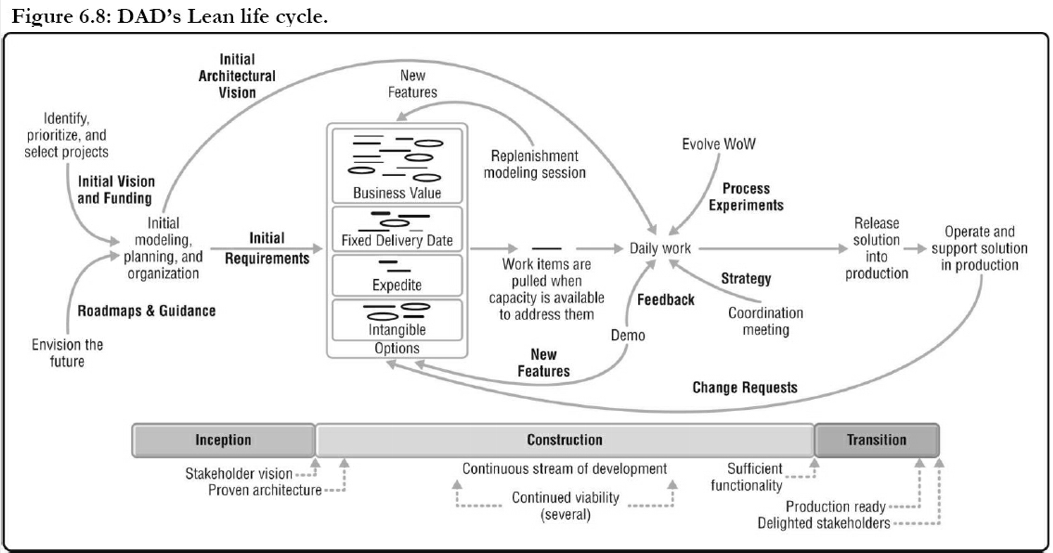 Figure 6.8: DAD's Lean life cycle.
Initial
Architectural
Vision
New
Features
Identify,
prioritize, and
select projects
Initial Vision
and Funding
Business Value
Replenishment
modeling session
Evolve WoW
Process
Experiments
Initial
modeling,
planning, and
organization
Initial
Requirements
Fixed Delivery Date
Work items are
pulled when
capacity is available
to address them
Daily work
Release
solution
into
production
Operate and
support solution
in production
Expedite
Strategy
Feedback
Coordination
meeting
Roadmaps & Guidance
Envision the
future
Intangible
Options
Demo
New
Features
Change Requests
Inception
Construction
Transition
Stakeholder vision
Proven architecture
Continuous stream of development
Continued viability
(several)
Sufficient
functionality
Production ready
Delighted stakeholders